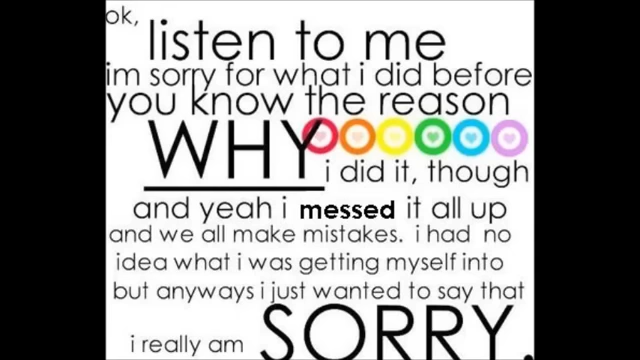 ok,
listen to me
im sorry for what i did before
you know the reason
WHY
i did it, though
and yeah i messed it all up
and we all make mistakes. i had no
idea what i was getting myself into
but anyways i just wanted to say that
i really am SORRY.